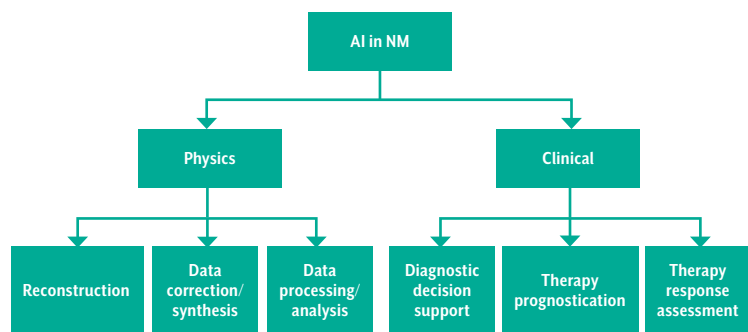 AI in NM
Physics
Clinical
Reconstruction
Data
correction/
synthesis
Data
processing/
analysis
Diagnostic
decision
support
Therapy
prognostication
Therapy
response
assessment